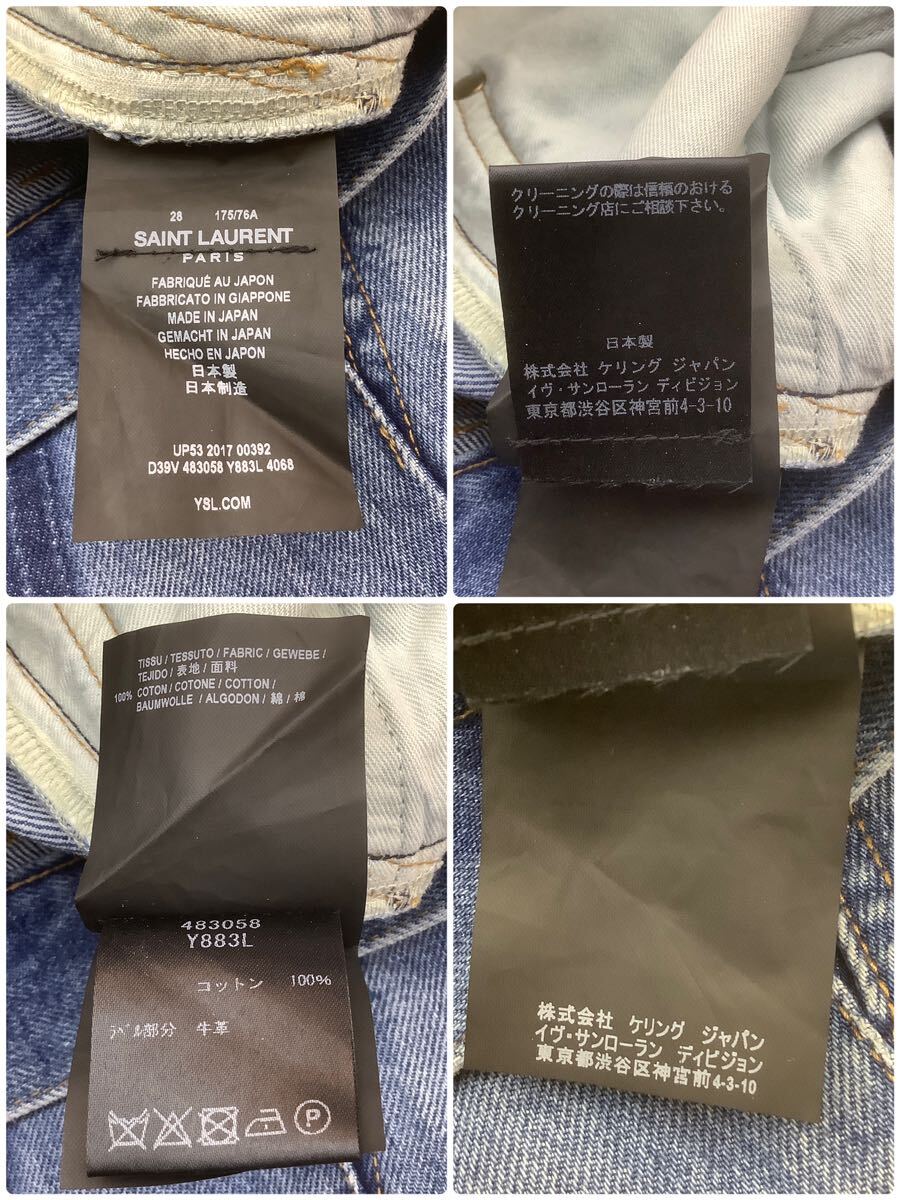 28 175/76A
SAINT LAURENT
PARIS
FABRIQUÉ AU JAPON
FABBRICATO IN GIAPPONE
MADE IN JAPAN
GEMACHT IN JAPAN
HECHO EN JAPON
日本製
日本制造
UP53 2017 00392
D39V 483058 Y883L 4068
YSL.COM
クリーニングの際は信頼のおける
クリーニング店にご相談下さい。
日本製
株式会社 ケリング ジャパン
イヴ・サンローラン ディビジョン
東京都渋谷区神宮前4-3-10
TISSU / TESSUTO / FABRIC / GEWEBE /
TEJIDO / 表地 / 面料
100% COTON / COTONE / COTTON /
BAUMWOLLE / ALGODON / 綿 / 棉
483058
Y883L
コットン 100%
ﾗﾍﾞﾙ部分 牛革
P
株式会社 ケリング ジャパン
イヴ・サンローラン ディビジョン
東京都渋谷区神宮前4-3-10